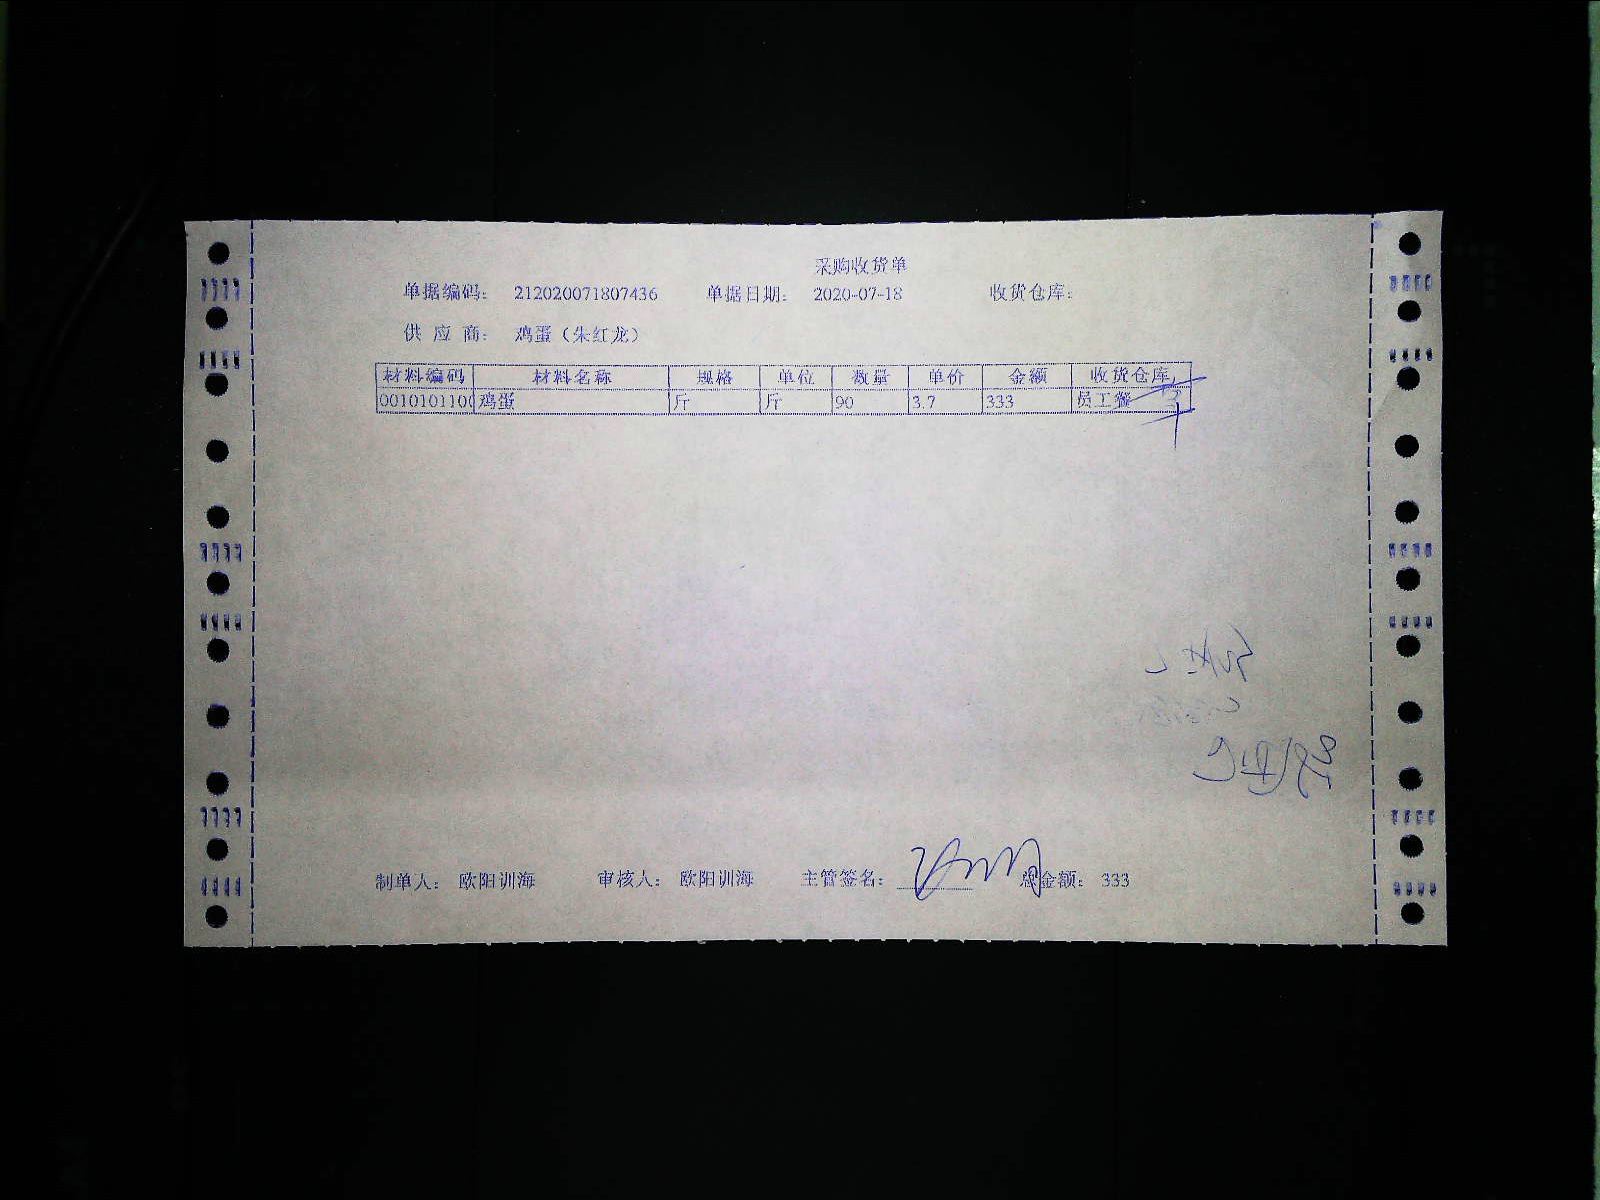 采购收货单
单据编码： 212020071807436 单据日期： 2020-07-18 收货仓库：
供 应 商： 鸡蛋（朱红龙）
材料编码 材料名称 规格 单位 数量 单价 金额 收货仓库
0010101100 鸡蛋 斤 斤 90 3.7 333 员工餐
制单人： 欧阳训海 审核人： 欧阳训海 主管签名： 总金额： 333